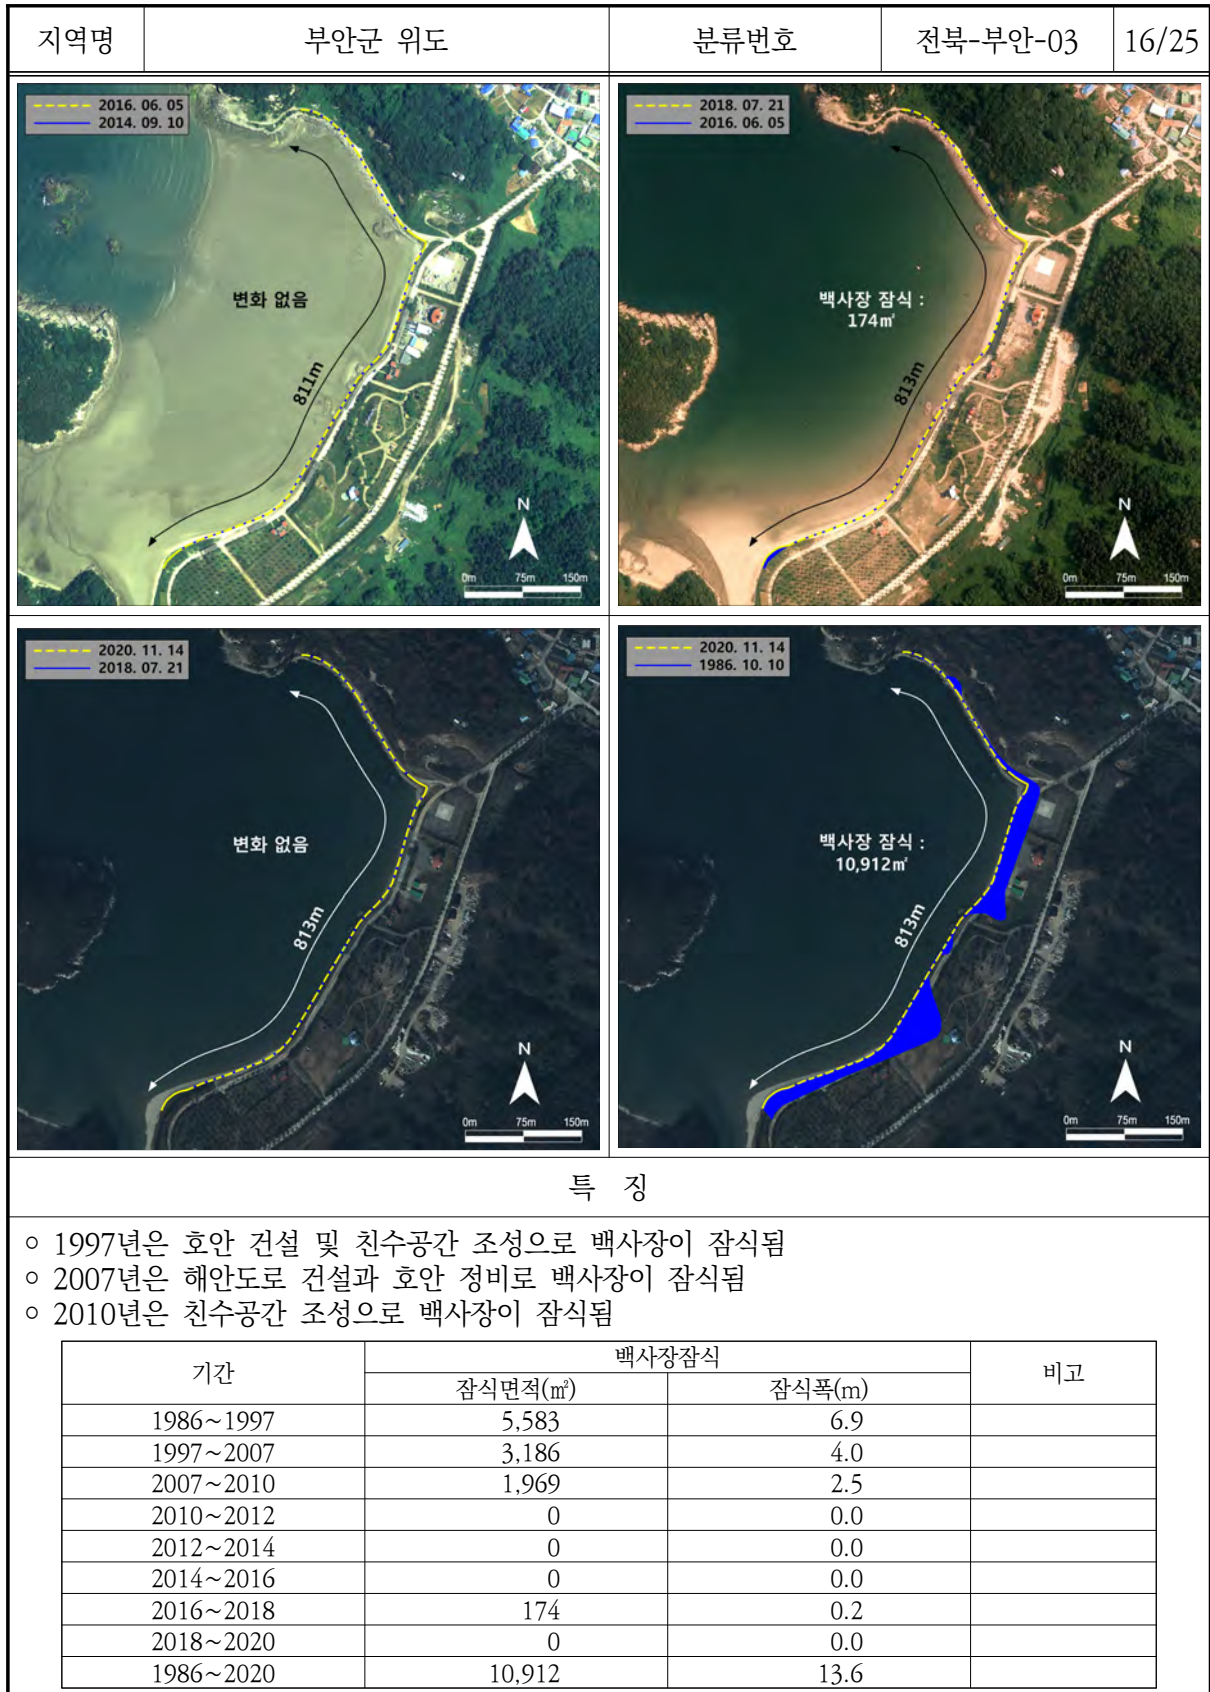 지역명 부안군 위도 분류번호 전북-부안-03 16/25
2016. 06. 05
2014. 09. 10
변화 없음
811m
N
0m 75m 150m
2018. 07. 21
2016. 06. 05
백사장 잠식 :
174㎡
813m
N
0m 75m 150m
2020. 11. 14
2018. 07. 21
변화 없음
813m
N
0m 75m 150m
2020. 11. 14
1986. 10. 10
백사장 잠식 :
10,912㎡
813m
N
0m 75m 150m
특 징
○ 1997년은 호안 건설 및 친수공간 조성으로 백사장이 잠식됨
○ 2007년은 해안도로 건설과 호안 정비로 백사장이 잠식됨
○ 2010년은 친수공간 조성으로 백사장이 잠식됨
기간 백사장잠식 비고
잠식면적(㎡) 잠식폭(m)
1986~1997 5,583 6.9
1997~2007 3,186 4.0
2007~2010 1,969 2.5
2010~2012 0 0.0
2012~2014 0 0.0
2014~2016 0 0.0
2016~2018 174 0.2
2018~2020 0 0.0
1986~2020 10,912 13.6